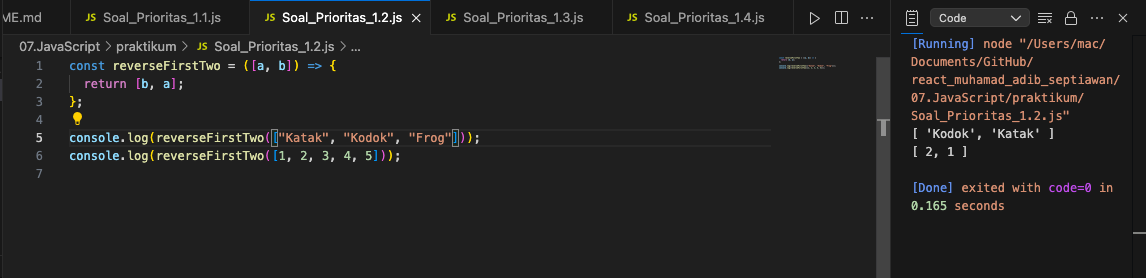 ME.md
JS Soal_Prioritas_1.1.js
JS Soal_Prioritas_1.2.js
JS Soal_Prioritas_1.3.js
JS Soal_Prioritas_1.4.js
07.JavaScript > praktikum > JS Soal_Prioritas_1.2.js > ...
1 const reverseFirstTwo = ([a, b]) => {
2 return [b, a];
3 };
4
5 console.log(reverseFirstTwo(["Katak", "Kodok", "Frog"]));
6 console.log(reverseFirstTwo([1, 2, 3, 4, 5]));
7
Code
[Running] node "/Users/mac/
Documents/GitHub/
react_muhamad_adib_septiawan/
07.JavaScript/praktikum/
Soal_Prioritas_1.2.js"
[ 'Kodok', 'Katak' ]
[ 2, 1 ]
[Done] exited with code=0 in
0.165 seconds